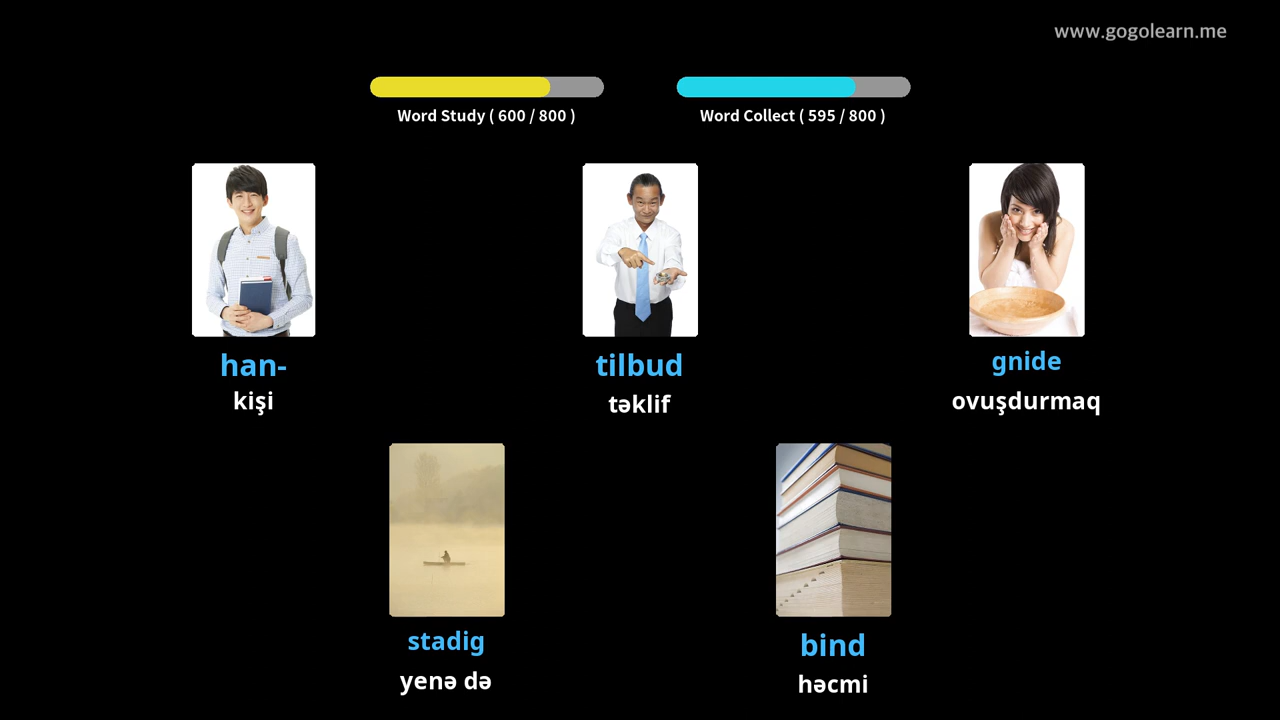 www.gogolearn.me
Word Study ( 600 / 800 )
Word Collect ( 595 / 800 )
han-
kişi
tilbud
təklif
gnide
ovuşdurmaq
stadig
yenə də
bind
həcmi